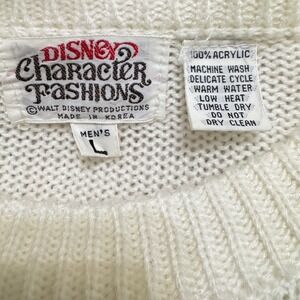 DISNEY
Character
FASHIONS
©WALT DISNEY PRODUCTIONS
MADE IN KOREA
MEN'S
L
100% ACRYLIC
MACHINE WASH
DELICATE CYCLE
WARM WATER
LOW HEAT
TUMBLE DRY
DO NOT
DRY CLEAN